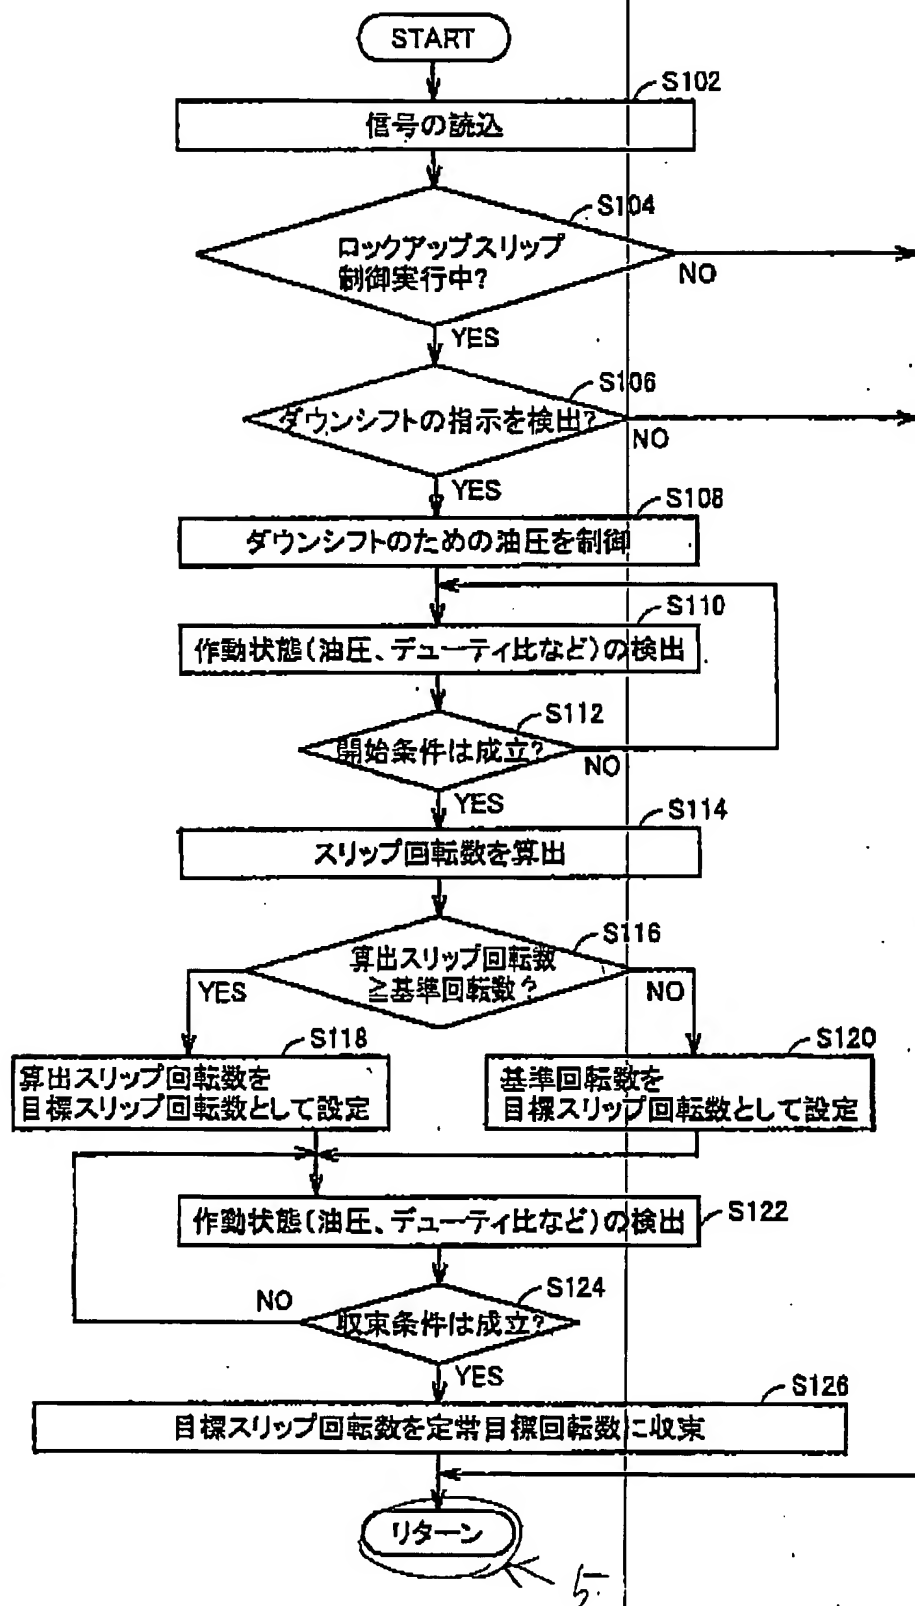 START
S102
信号の読込
S104
ロックアップスリップ
制御実行中?
NO
YES
S106
ダウンシフトの指示を検出?
NO
YES
S108
ダウンシフトのための油圧を制御
S110
作動状態(油圧、デューティ比など)の検出
S112
開始条件は成立?
NO
YES
S114
スリップ回転数を算出
S116
算出スリップ回転数
≧基準回転数?
YES
NO
S118
算出スリップ回転数を
目標スリップ回転数として設定
S120
基準回転数を
目標スリップ回転数として設定
作動状態(油圧、デューティ比など)の検出
S122
S124
NO
収束条件は成立?
YES
S126
目標スリップ回転数を定常目標回転数に収束
リターン